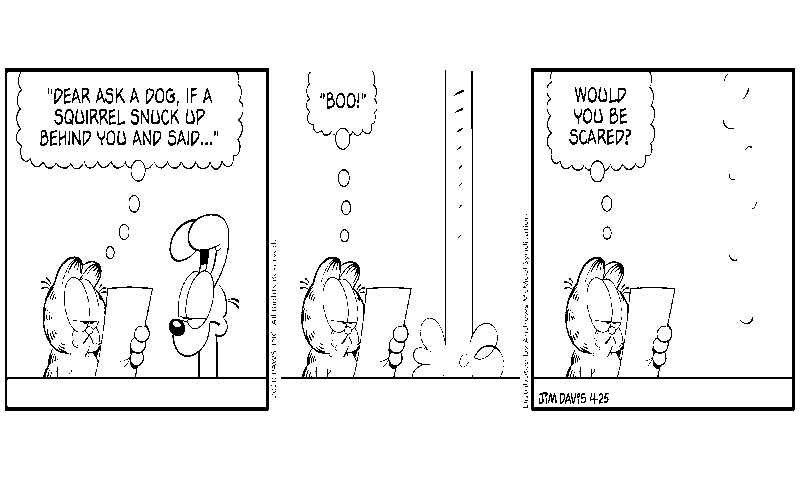 "DEAR ASK A DOG, IF A
SQUIRREL SNUCK UP
BEHIND YOU AND SAID..."
"BOO!"
WOULD
YOU BE
SCARED?
JIM DAVIS 4·25